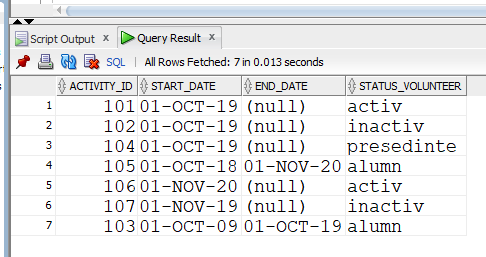 Script Output x Query Result x
SQL | All Rows Fetched: 7 in 0.013 seconds
ACTIVITY_ID START_DATE END_DATE STATUS_VOLUNTEER
1 101 01-OCT-19 (null) activ
2 102 01-OCT-19 (null) inactiv
3 104 01-OCT-19 (null) presedinte
4 105 01-OCT-18 01-NOV-20 alumn
5 106 01-NOV-20 (null) activ
6 107 01-NOV-19 (null) inactiv
7 103 01-OCT-09 01-OCT-19 alumn